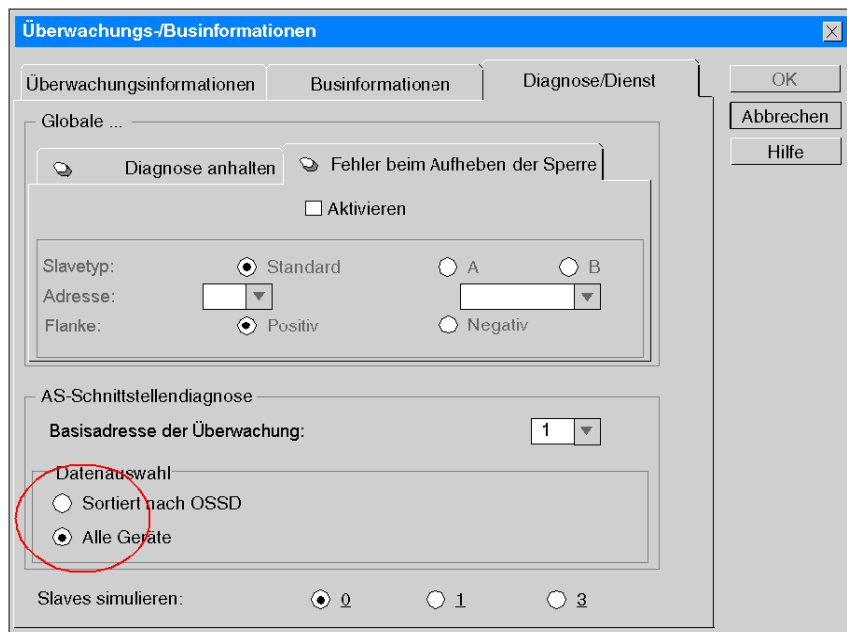 Überwachungs-/Businformationen
Überwachungsinformationen Businformationen Diagnose/Dienst
OK
Abbrechen
Hilfe
Globale ...
Diagnose anhalten Fehler beim Aufheben der Sperre
Aktivieren
Slavetyp: Standard A B
Adresse:
Flanke: Positiv Negativ
AS-Schnittstellendiagnose
Basisadresse der Überwachung: 1
Datenauswahl
Sortiert nach OSSD
Alle Geräte
Slaves simulieren: 0 1 3